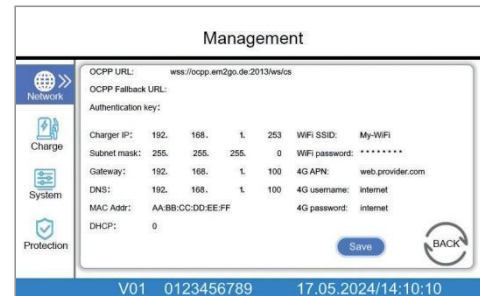 Management
Network
Charge
System
Protection
OCPP URL: wss://ocpp.em2go.de:2013/ws/cs
OCPP Fallback URL:
Authentication key:
Charger IP: 192. 168. 1. 253 WiFi SSID: My-WiFi
Subnet mask: 255. 255. 255. 0 WiFi password: ********
Gateway: 192. 168. 1. 100 4G APN: web.provider.com
DNS: 192. 168. 1. 100 4G username: internet
MAC Addr: AA:BB:CC:DD:EE:FF 4G password: internet
DHCP: 0
Save
BACK
V01 0123456789 17.05.2024/14:10:10